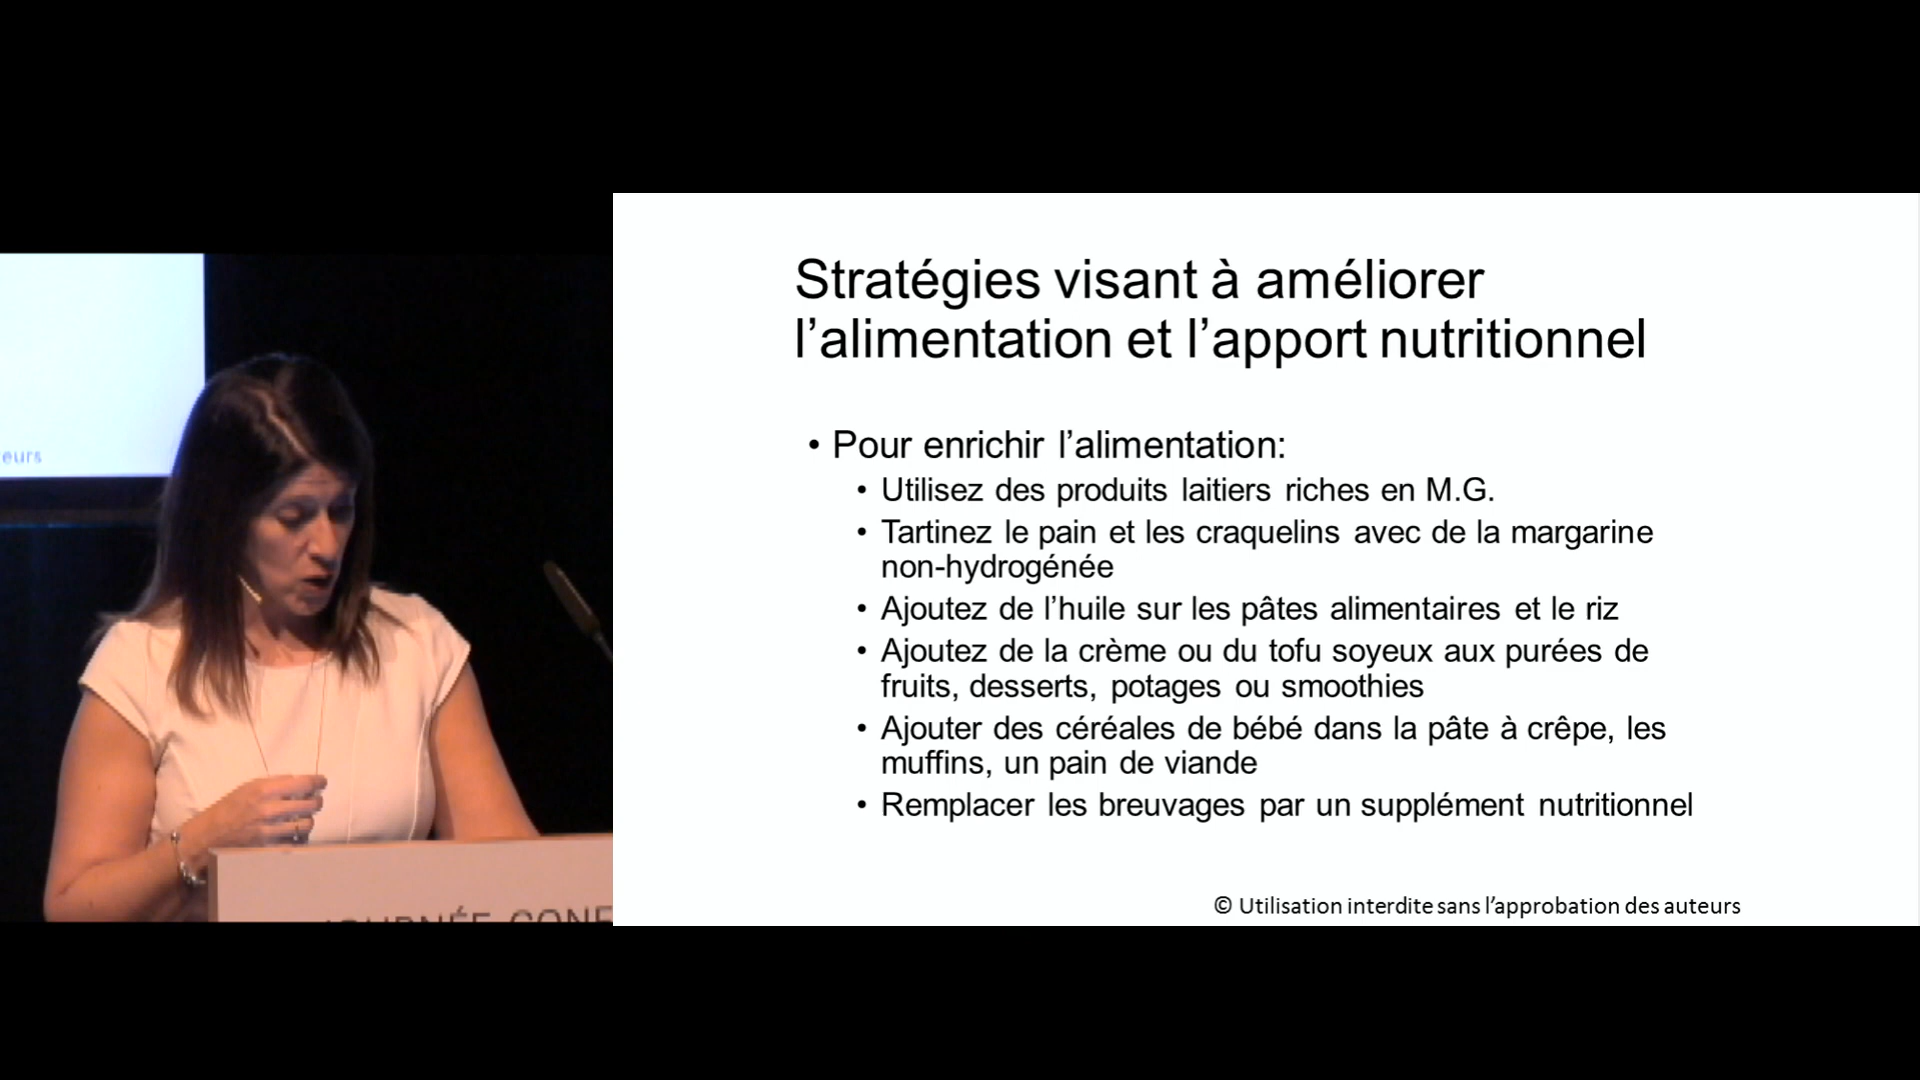 eurs
Stratégies visant à améliorer
l’alimentation et l’apport nutritionnel
• Pour enrichir l’alimentation:
• Utilisez des produits laitiers riches en M.G.
• Tartinez le pain et les craquelins avec de la margarine
non-hydrogénée
• Ajoutez de l’huile sur les pâtes alimentaires et le riz
• Ajoutez de la crème ou du tofu soyeux aux purées de
fruits, desserts, potages ou smoothies
• Ajouter des céréales de bébé dans la pâte à crêpe, les
muffins, un pain de viande
• Remplacer les breuvages par un supplément nutritionnel
© Utilisation interdite sans l’approbation des auteurs
JOURNÉE CONF